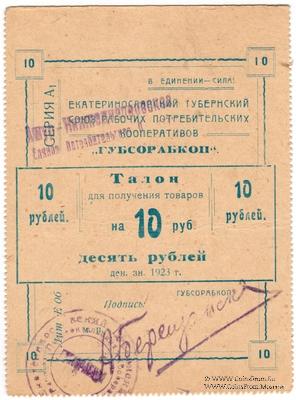 10 10
В ЕДИНЕНИИ—СИЛА!
СЕРИЯ А₁
ЕКАТЕРИНОСЛАВСКИЙ ГУБЕРНСКИЙ
СОЮЗ РАБОЧИХ ПОТРЕБИТЕЛЬСКИХ
КООПЕРАТИВОВ
"ГУБСОРАБКОП"
Талон
для получения товаров
10 рублей.
на 10 руб.
10 рублей.
десять рублей
ден. зн. 1923 г.
ГУБСОРАБКОП
Подпись:
10 10